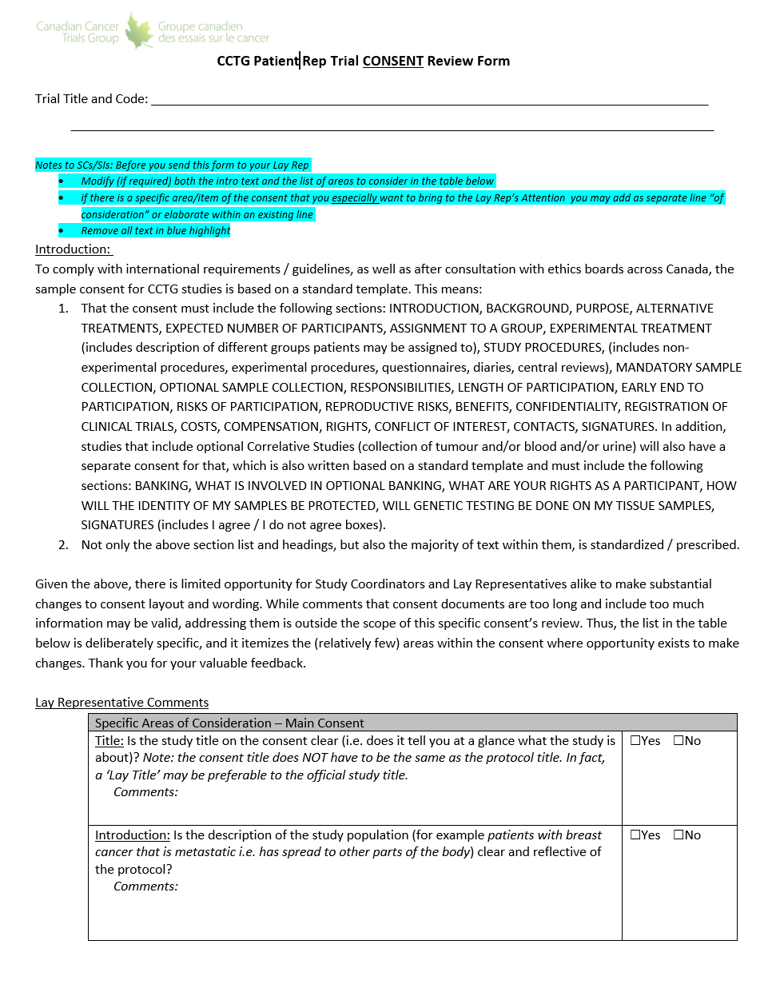 Canadian Cancer Groupe canadien
Trials Group des essais sur le cancer
CCTG Patient Rep Trial CONSENT Review Form
Trial Title and Code:
Notes to SCs/SIs: Before you send this form to your Lay Rep
• Modify (if required) both the intro text and the list of areas to consider in the table below
• if there is a specific area/item of the consent that you especially want to bring to the Lay Rep's Attention you may add as separate line "of
consideration" or elaborate within an existing line
• Remove all text in blue highlight
Introduction:
To comply with international requirements / guidelines, as well as after consultation with ethics boards across Canada, the
sample consent for CCTG studies is based on a standard template. This means:
1. That the consent must include the following sections: INTRODUCTION, BACKGROUND, PURPOSE, ALTERNATIVE
TREATMENTS, EXPECTED NUMBER OF PARTICIPANTS, ASSIGNMENT TO A GROUP, EXPERIMENTAL TREATMENT
(includes description of different groups patients may be assigned to), STUDY PROCEDURES, (includes non-
experimental procedures, experimental procedures, questionnaires, diaries, central reviews), MANDATORY SAMPLE
COLLECTION, OPTIONAL SAMPLE COLLECTION, RESPONSIBILITIES, LENGTH OF PARTICIPATION, EARLY END TO
PARTICIPATION, RISKS OF PARTICIPATION, REPRODUCTIVE RISKS, BENEFITS, CONFIDENTIALITY, REGISTRATION OF
CLINICAL TRIALS, COSTS, COMPENSATION, RIGHTS, CONFLICT OF INTEREST, CONTACTS, SIGNATURES. In addition,
studies that include optional Correlative Studies (collection of tumour and/or blood and/or urine) will also have a
separate consent for that, which is also written based on a standard template and must include the following
sections: BANKING, WHAT IS INVOLVED IN OPTIONAL BANKING, WHAT ARE YOUR RIGHTS AS A PARTICIPANT, HOW
WILL THE IDENTITY OF MY SAMPLES BE PROTECTED, WILL GENETIC TESTING BE DONE ON MY TISSUE SAMPLES,
SIGNATURES (includes I agree / I do not agree boxes).
2. Not only the above section list and headings, but also the majority of text within them, is standardized / prescribed.
Given the above, there is limited opportunity for Study Coordinators and Lay Representatives alike to make substantial
changes to consent layout and wording. While comments that consent documents are too long and include too much
information may be valid, addressing them is outside the scope of this specific consent's review. Thus, the list in the table
below is deliberately specific, and it itemizes the (relatively few) areas within the consent where opportunity exists to make
changes. Thank you for your valuable feedback.
Lay Representative Comments
Specific Areas of Consideration – Main Consent
Title: Is the study title on the consent clear (i.e. does it tell you at a glance what the study is ☐Yes ☐No
about)? Note: the consent title does NOT have to be the same as the protocol title. In fact,
a 'Lay Title' may be preferable to the official study title.
Comments:
Introduction: Is the description of the study population (for example patients with breast ☐Yes ☐No
cancer that is metastatic i.e. has spread to other parts of the body) clear and reflective of
the protocol?
Comments: